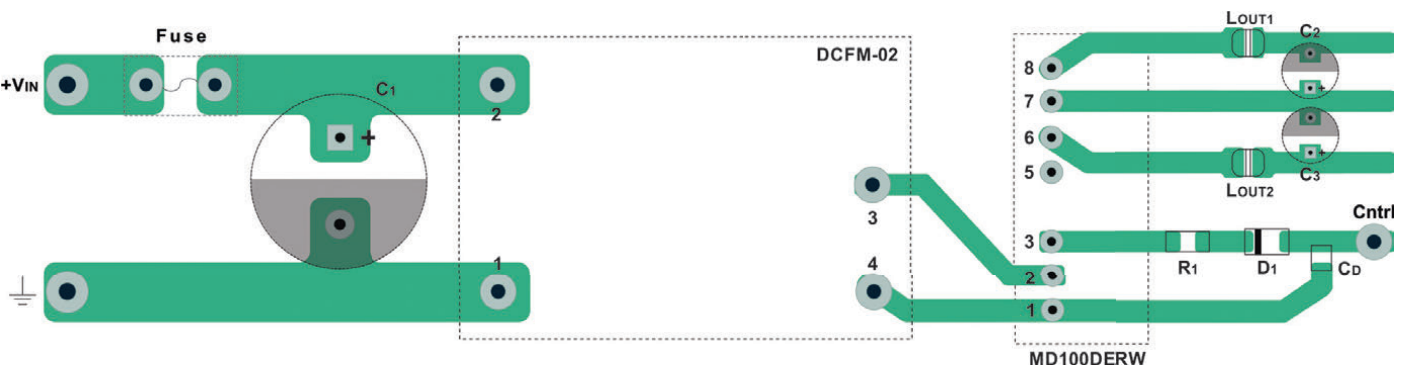 Fuse
+VIN
C1
+
2
1
DCFM-02
3
4
8
7
6
5
3
2
1
MD100DERW
LOUT1
C2
+
+
LOUT2
C3
Cntrl
R1
D1
CD